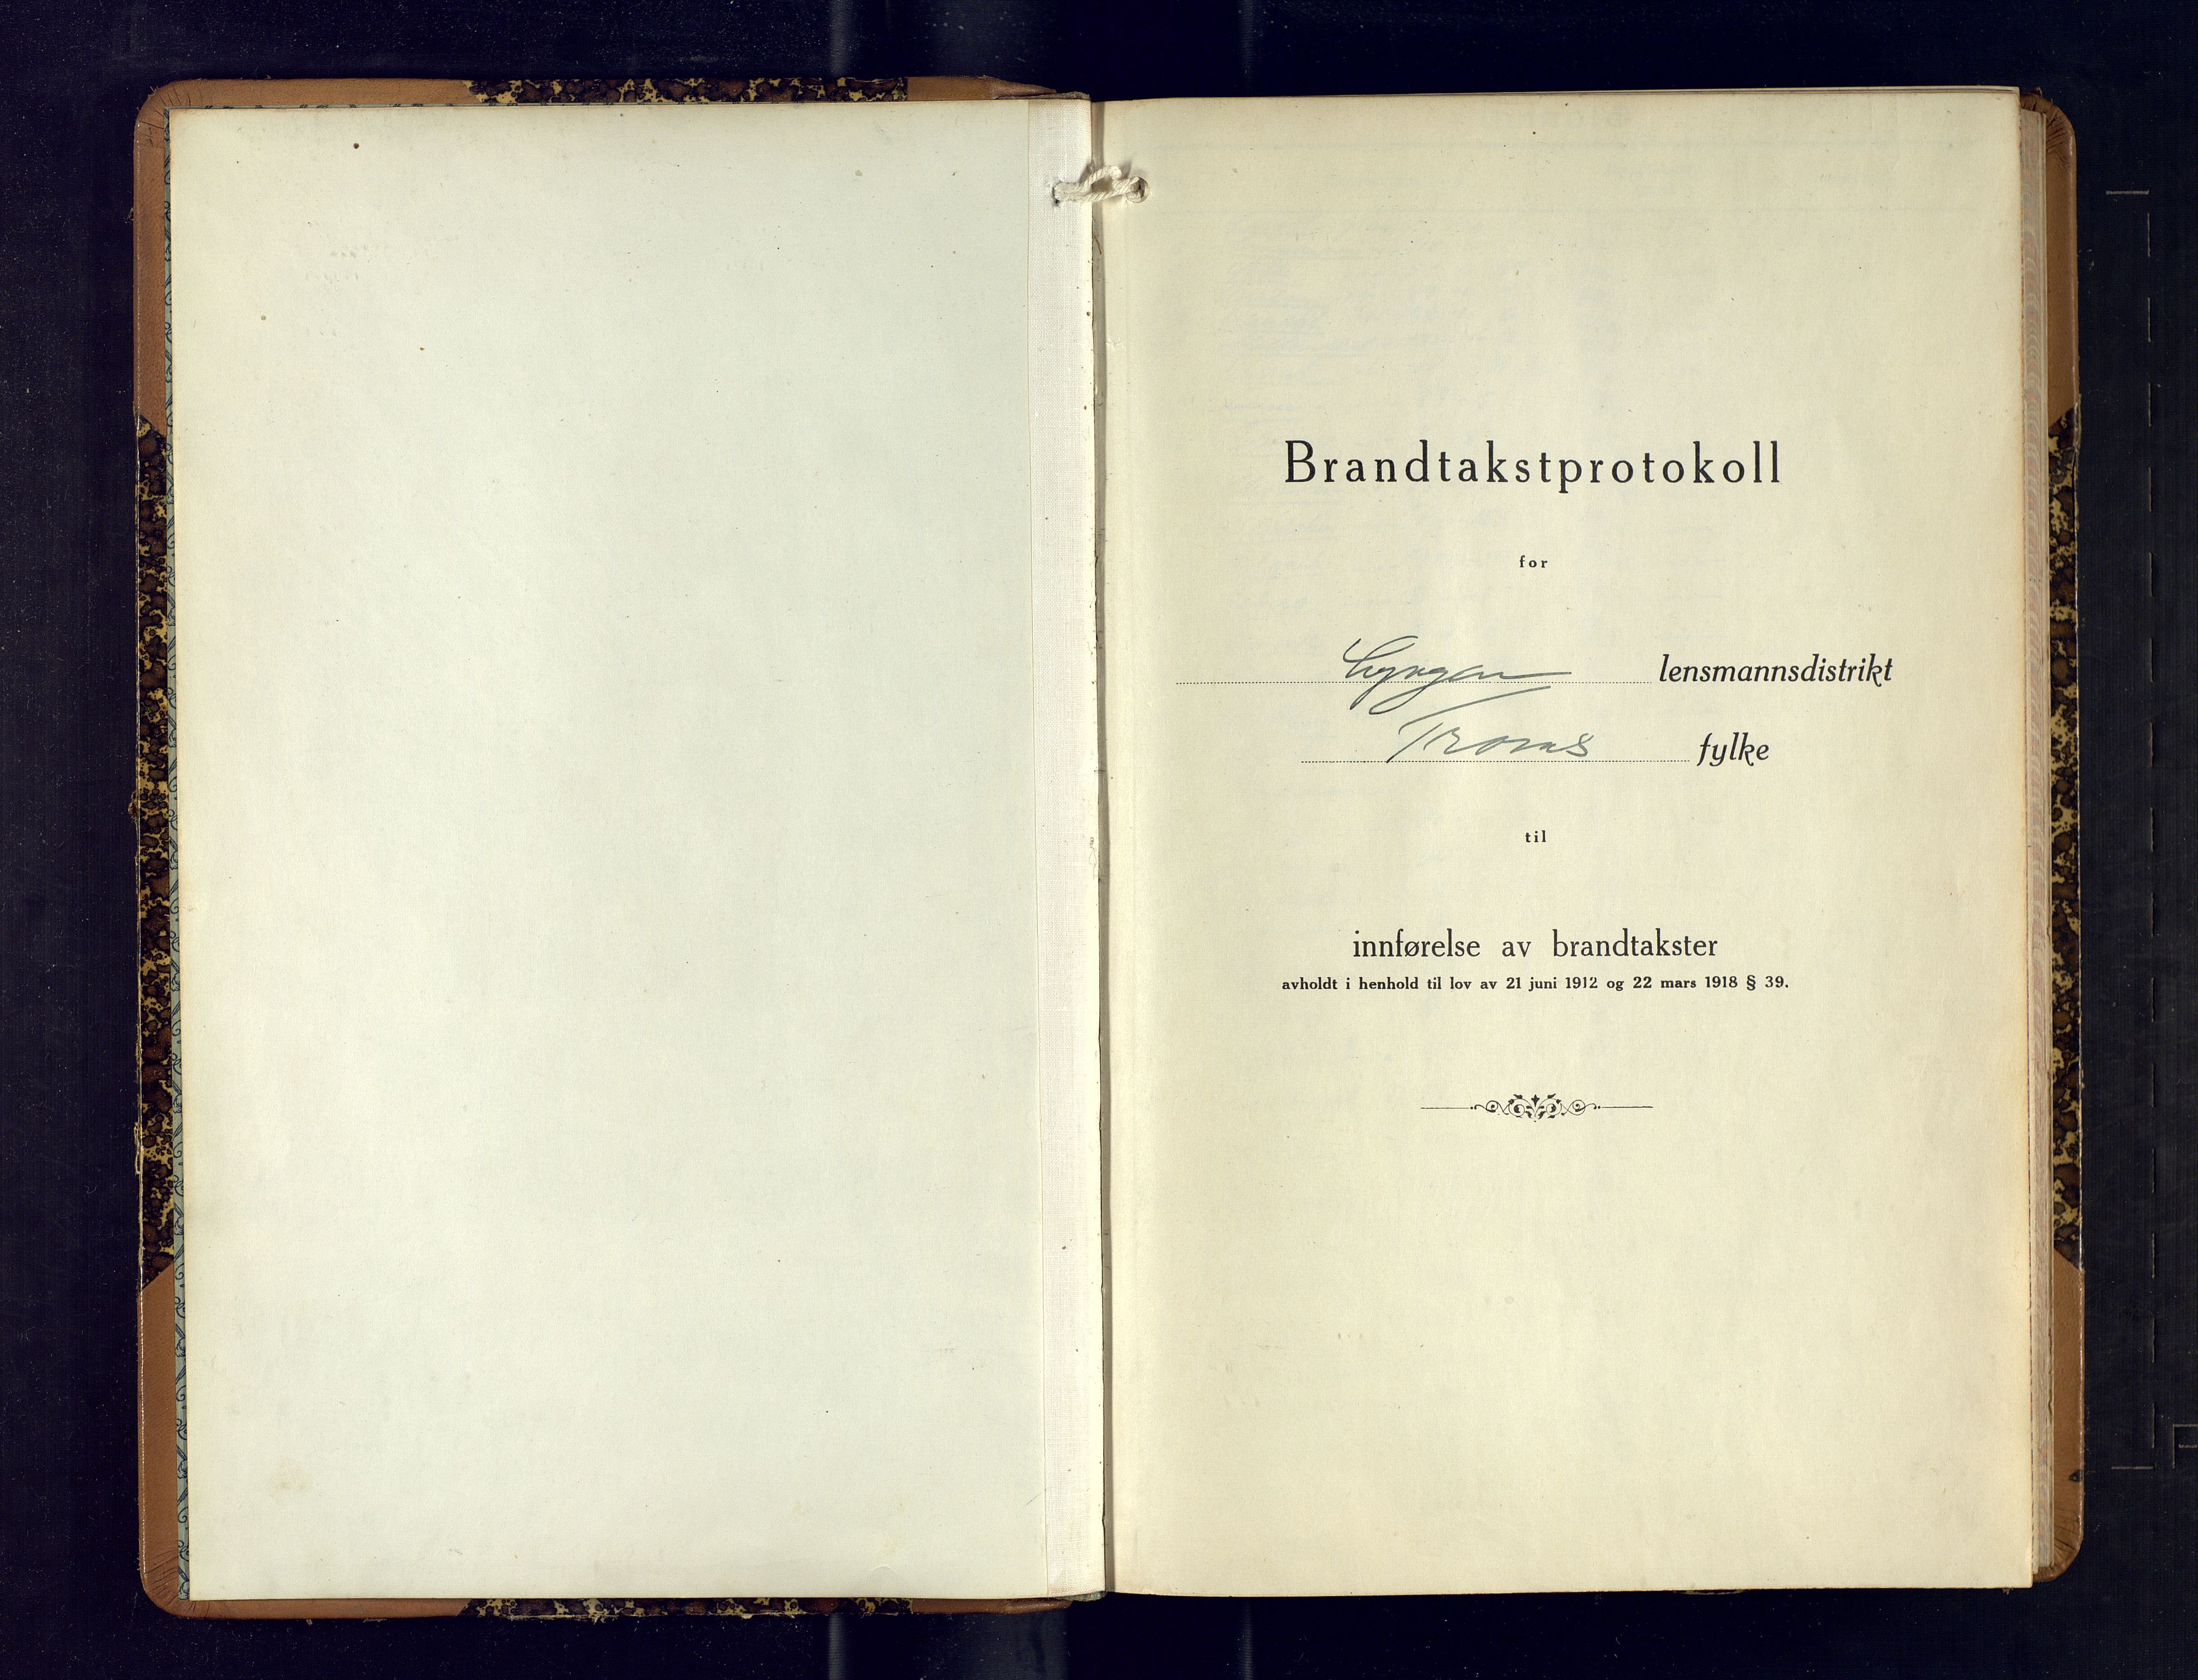 Brandtakstprotokoll
for
Lyngen lensmannsdistrikt
Troms fylke
til
innførelse av brandtakster
avholdt i henhold til lov av 21 juni 1912 og 22 mars 1918 § 39.